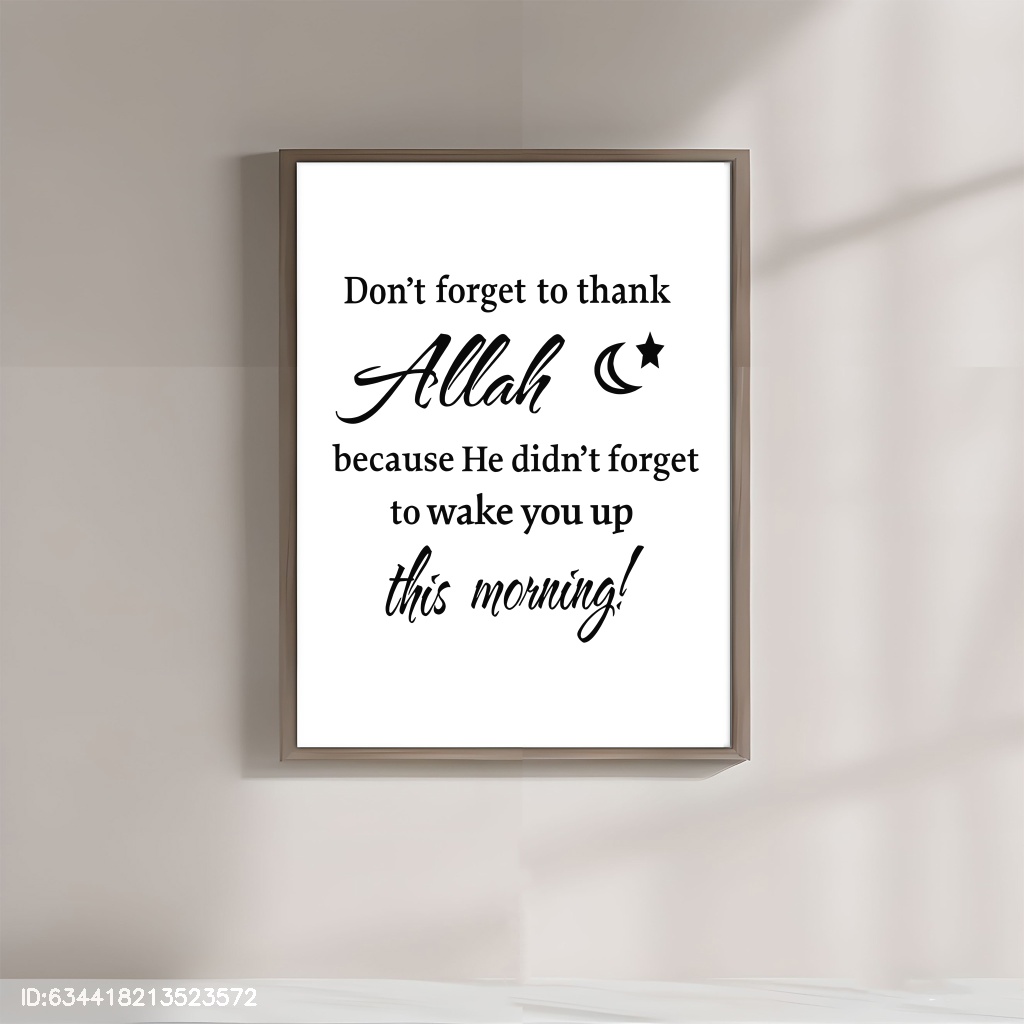 Don't forget to thank
Allah
because He didn't forget
to wake you up
this morning!
ID:634418213523572